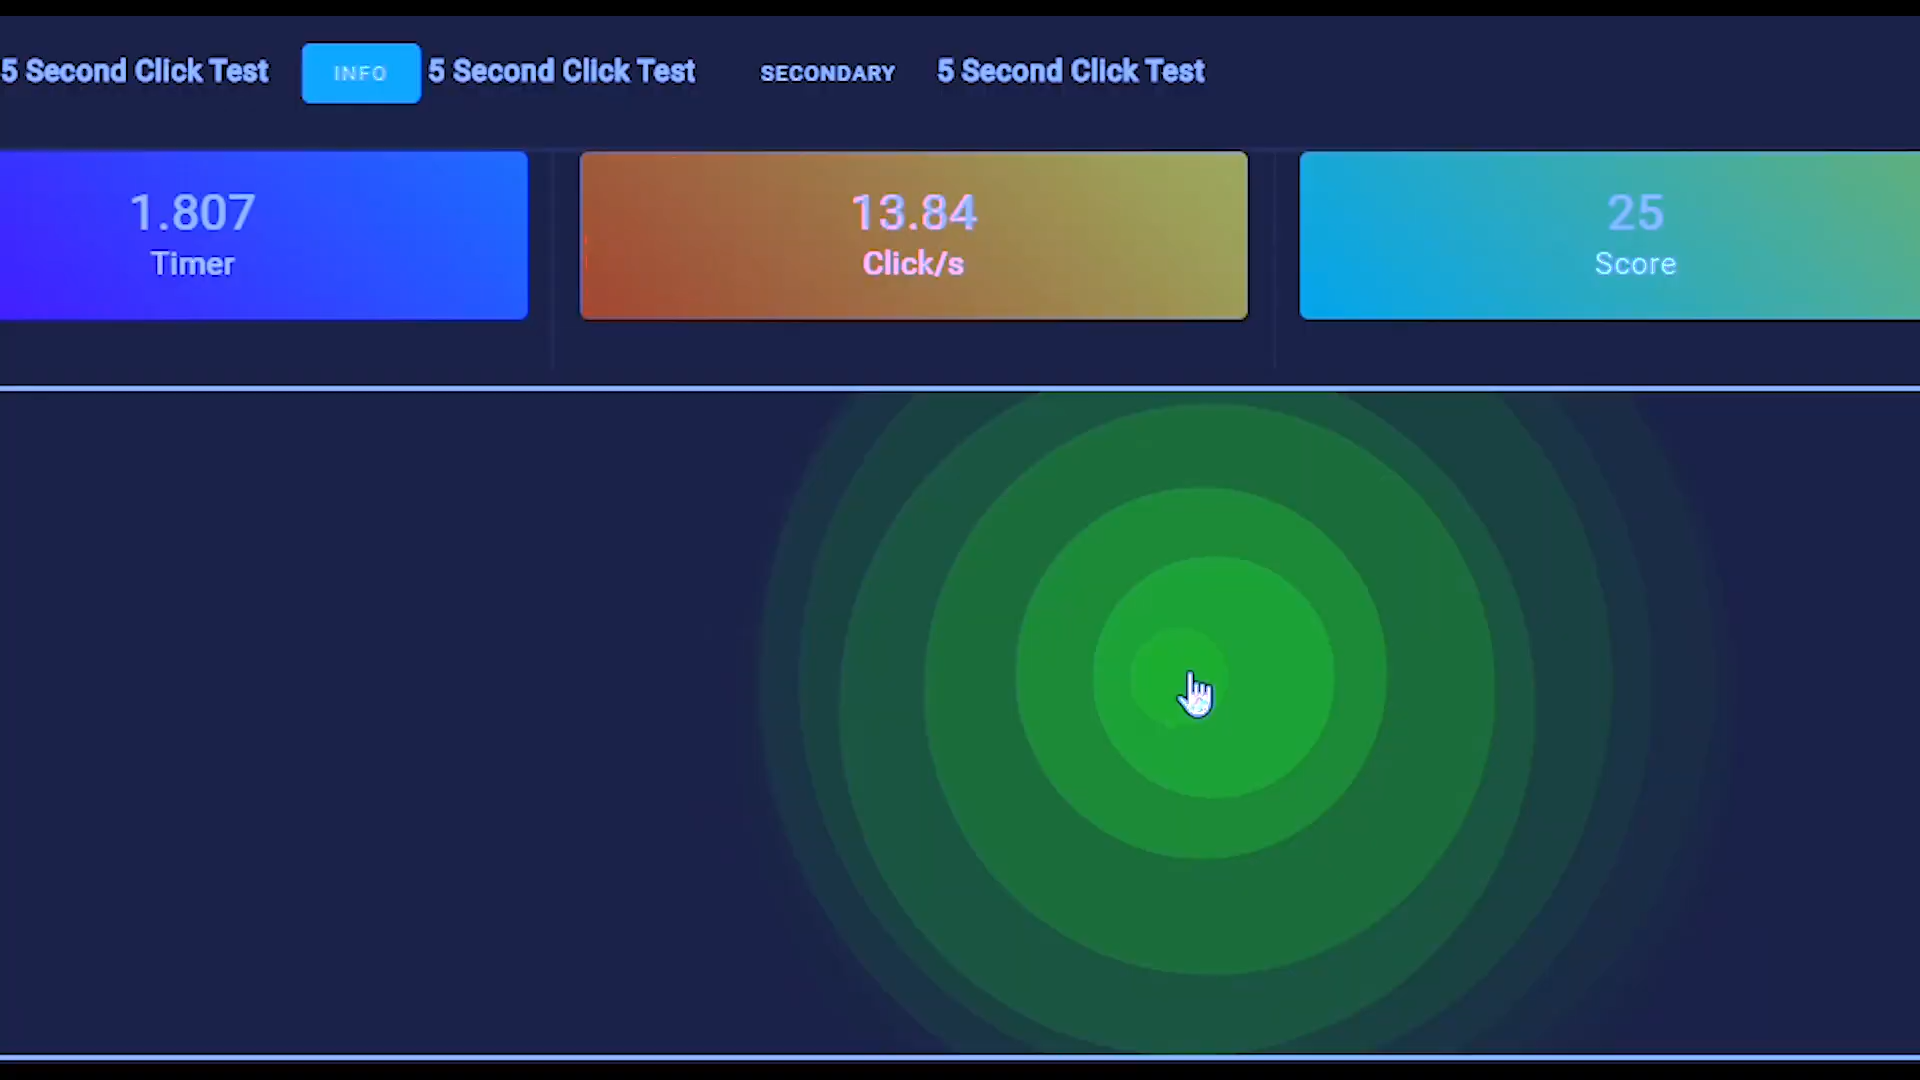 5 Second Click Test INFO 5 Second Click Test SECONDARY 5 Second Click Test
1.807
Timer
13.84
Click/s
25
Score